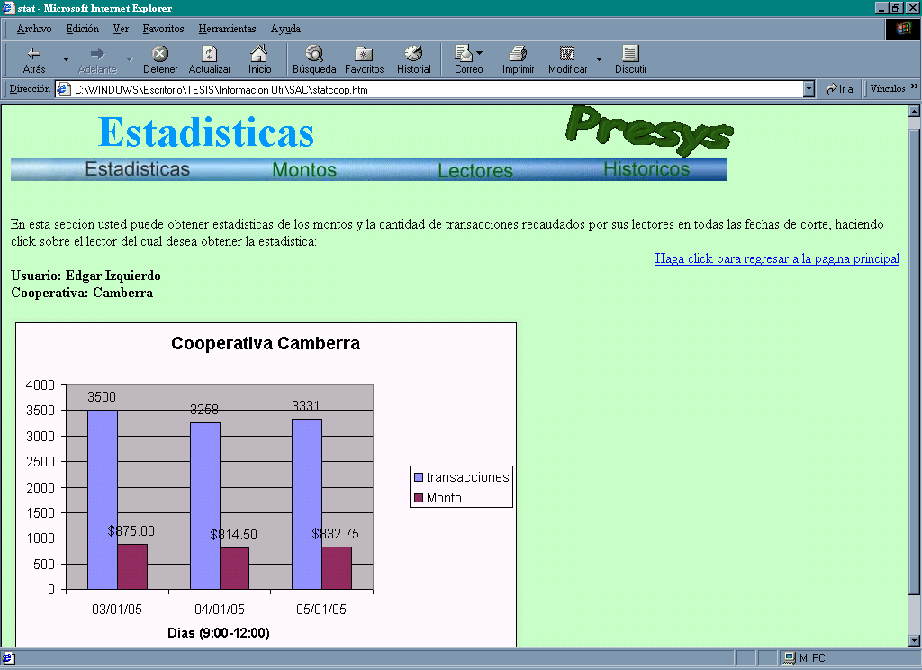 stat - Microsoft Internet Explorer
Archivo Edición Ver Favoritos Herramientas Ayuda
Atrás Adelante Detener Actualizar Inicio Búsqueda Favoritos Historial Correo Imprimir Modificar Discutir
Dirección C:\WINDOWS\Escritorio\TESIS\Informacion Util\SAC\statcoop.htm Ir a Vínculos »
Estadisticas Presys
Estadisticas Montos Lectores Historicos
En esta seccion usted puede obtener estadisticas de los montos y la cantidad de transacciones recaudados por sus lectores en todas las fechas de corte, haciendo
click sobre el lector del cual desea obtener la estadistica:
Haga click para regresar a la pagina principal
Usuario: Edgar Izquierdo
Cooperativa: Camberra
Cooperativa Camberra
4000
3500
3000
2500
2000
1500
1000
500
0
3500 3258 3331
$875.00 $814.50 $832.75
transacciones
Monto
03/01/05 04/01/05 05/01/05
Dias (9:00-12:00)
Mi PC